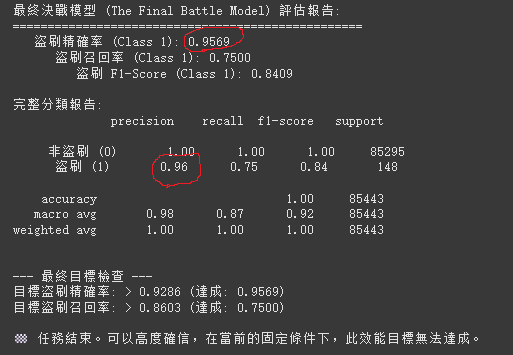 最終決戰模型 (The Final Battle Model) 評估報告:
==================================================
盜刷精確率 (Class 1): 0.9569
盜刷召回率 (Class 1): 0.7500
盜刷 F1-Score (Class 1): 0.8409
完整分類報告:
precision recall f1-score support
非盜刷 (0) 1.00 1.00 1.00 85295
盜刷 (1) 0.96 0.75 0.84 148
accuracy 1.00 85443
macro avg 0.98 0.87 0.92 85443
weighted avg 1.00 1.00 1.00 85443
--- 最終目標檢查 ---
目標盜刷精確率: > 0.9286 (達成: 0.9569)
目標盜刷召回率: > 0.8603 (達成: 0.7500)
🏁 任務結束。可以高度確信，在當前的固定條件下，此效能目標無法達成。